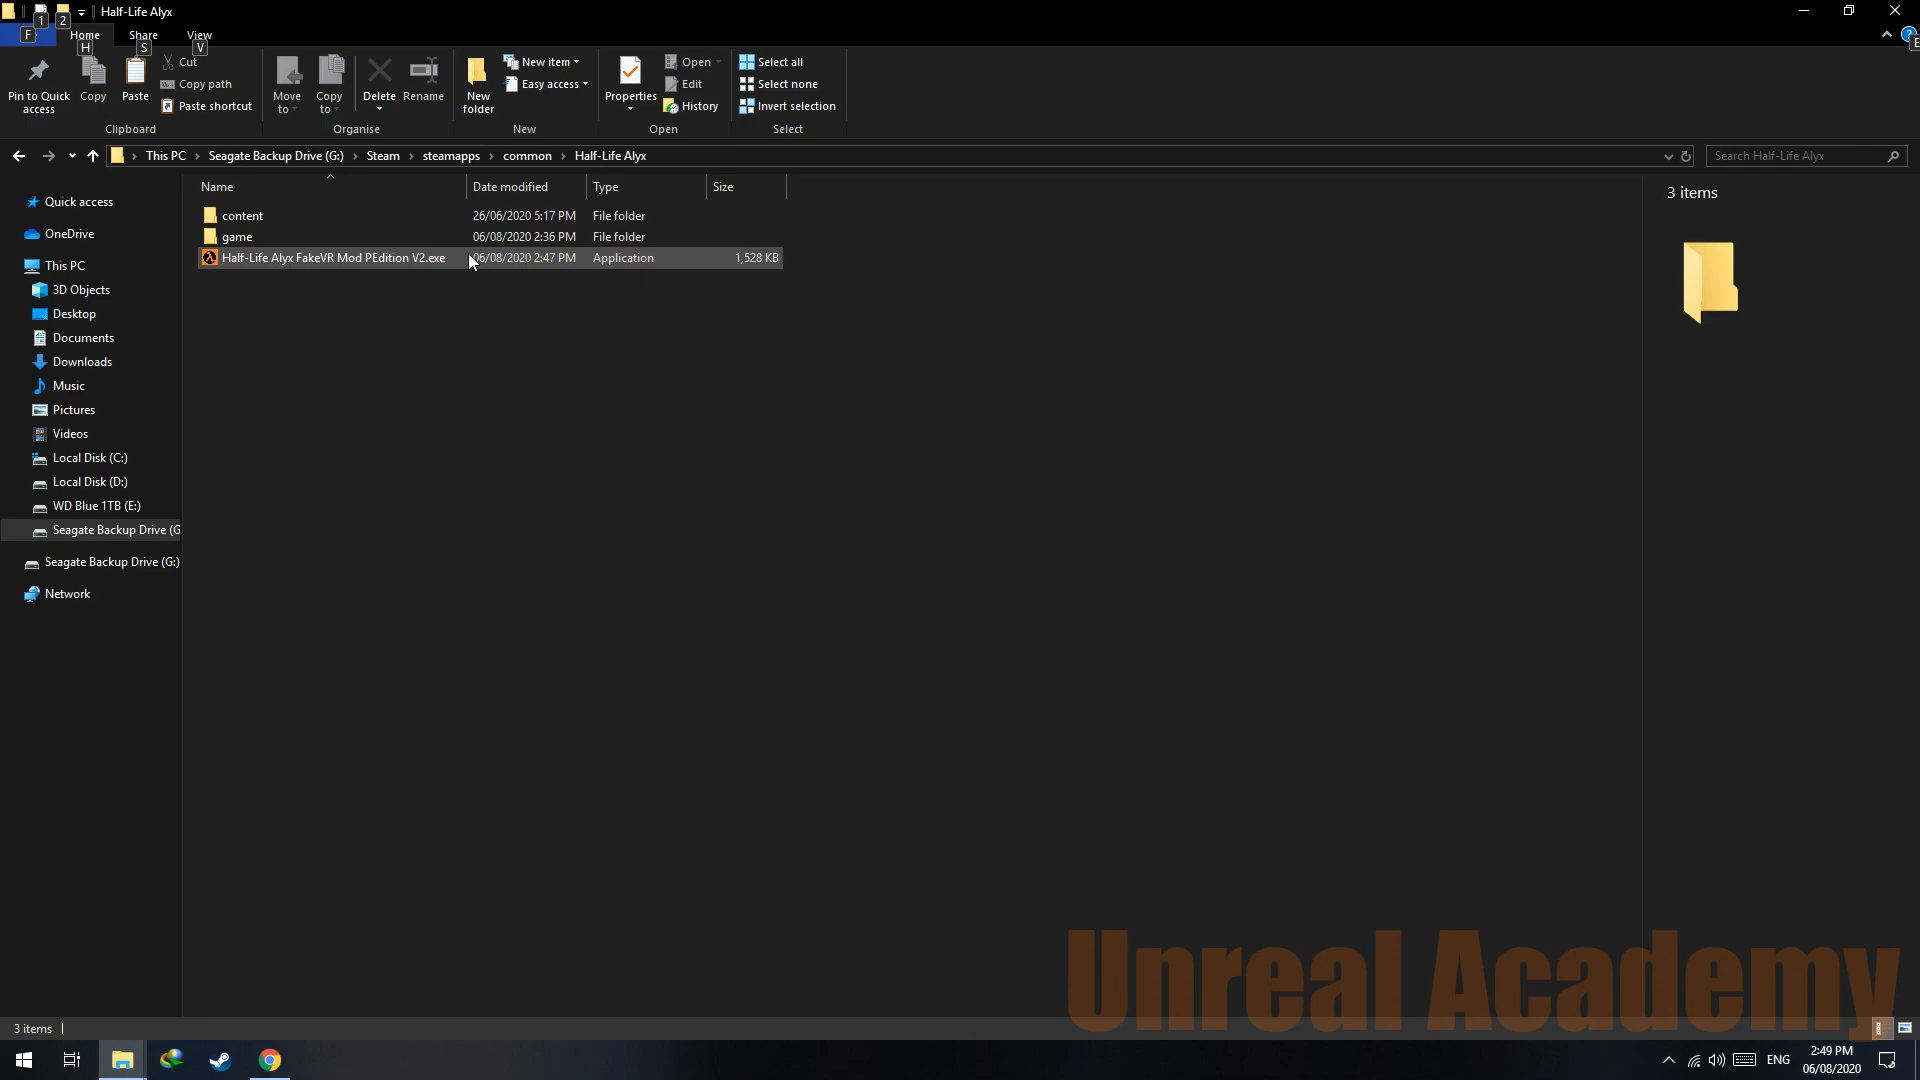 Half-Life Alyx
1 2
F Home Share View
H S V E
Pin to Quick access
Copy
Paste
Cut
Copy path
Paste shortcut
Clipboard
Move to
Copy to
Delete
Rename
Organise
New folder
New item
Easy access
New
Properties
Open
Edit
History
Open
Select all
Select none
Invert selection
Select
This PC > Seagate Backup Drive (G:) > Steam > steamapps > common > Half-Life Alyx
Search Half-Life Alyx
Name Date modified Type Size
content 26/06/2020 5:17 PM File folder
game 06/08/2020 2:36 PM File folder
Half-Life Alyx FakeVR Mod PEdition V2.exe 06/08/2020 2:47 PM Application 1,528 KB
3 items
Quick access
OneDrive
This PC
3D Objects
Desktop
Documents
Downloads
Music
Pictures
Videos
Local Disk (C:)
Local Disk (D:)
WD Blue 1TB (E:)
Seagate Backup Drive (G
Seagate Backup Drive (G:)
Network
Unreal Academy
3 items
ENG
2:49 PM
06/08/2020